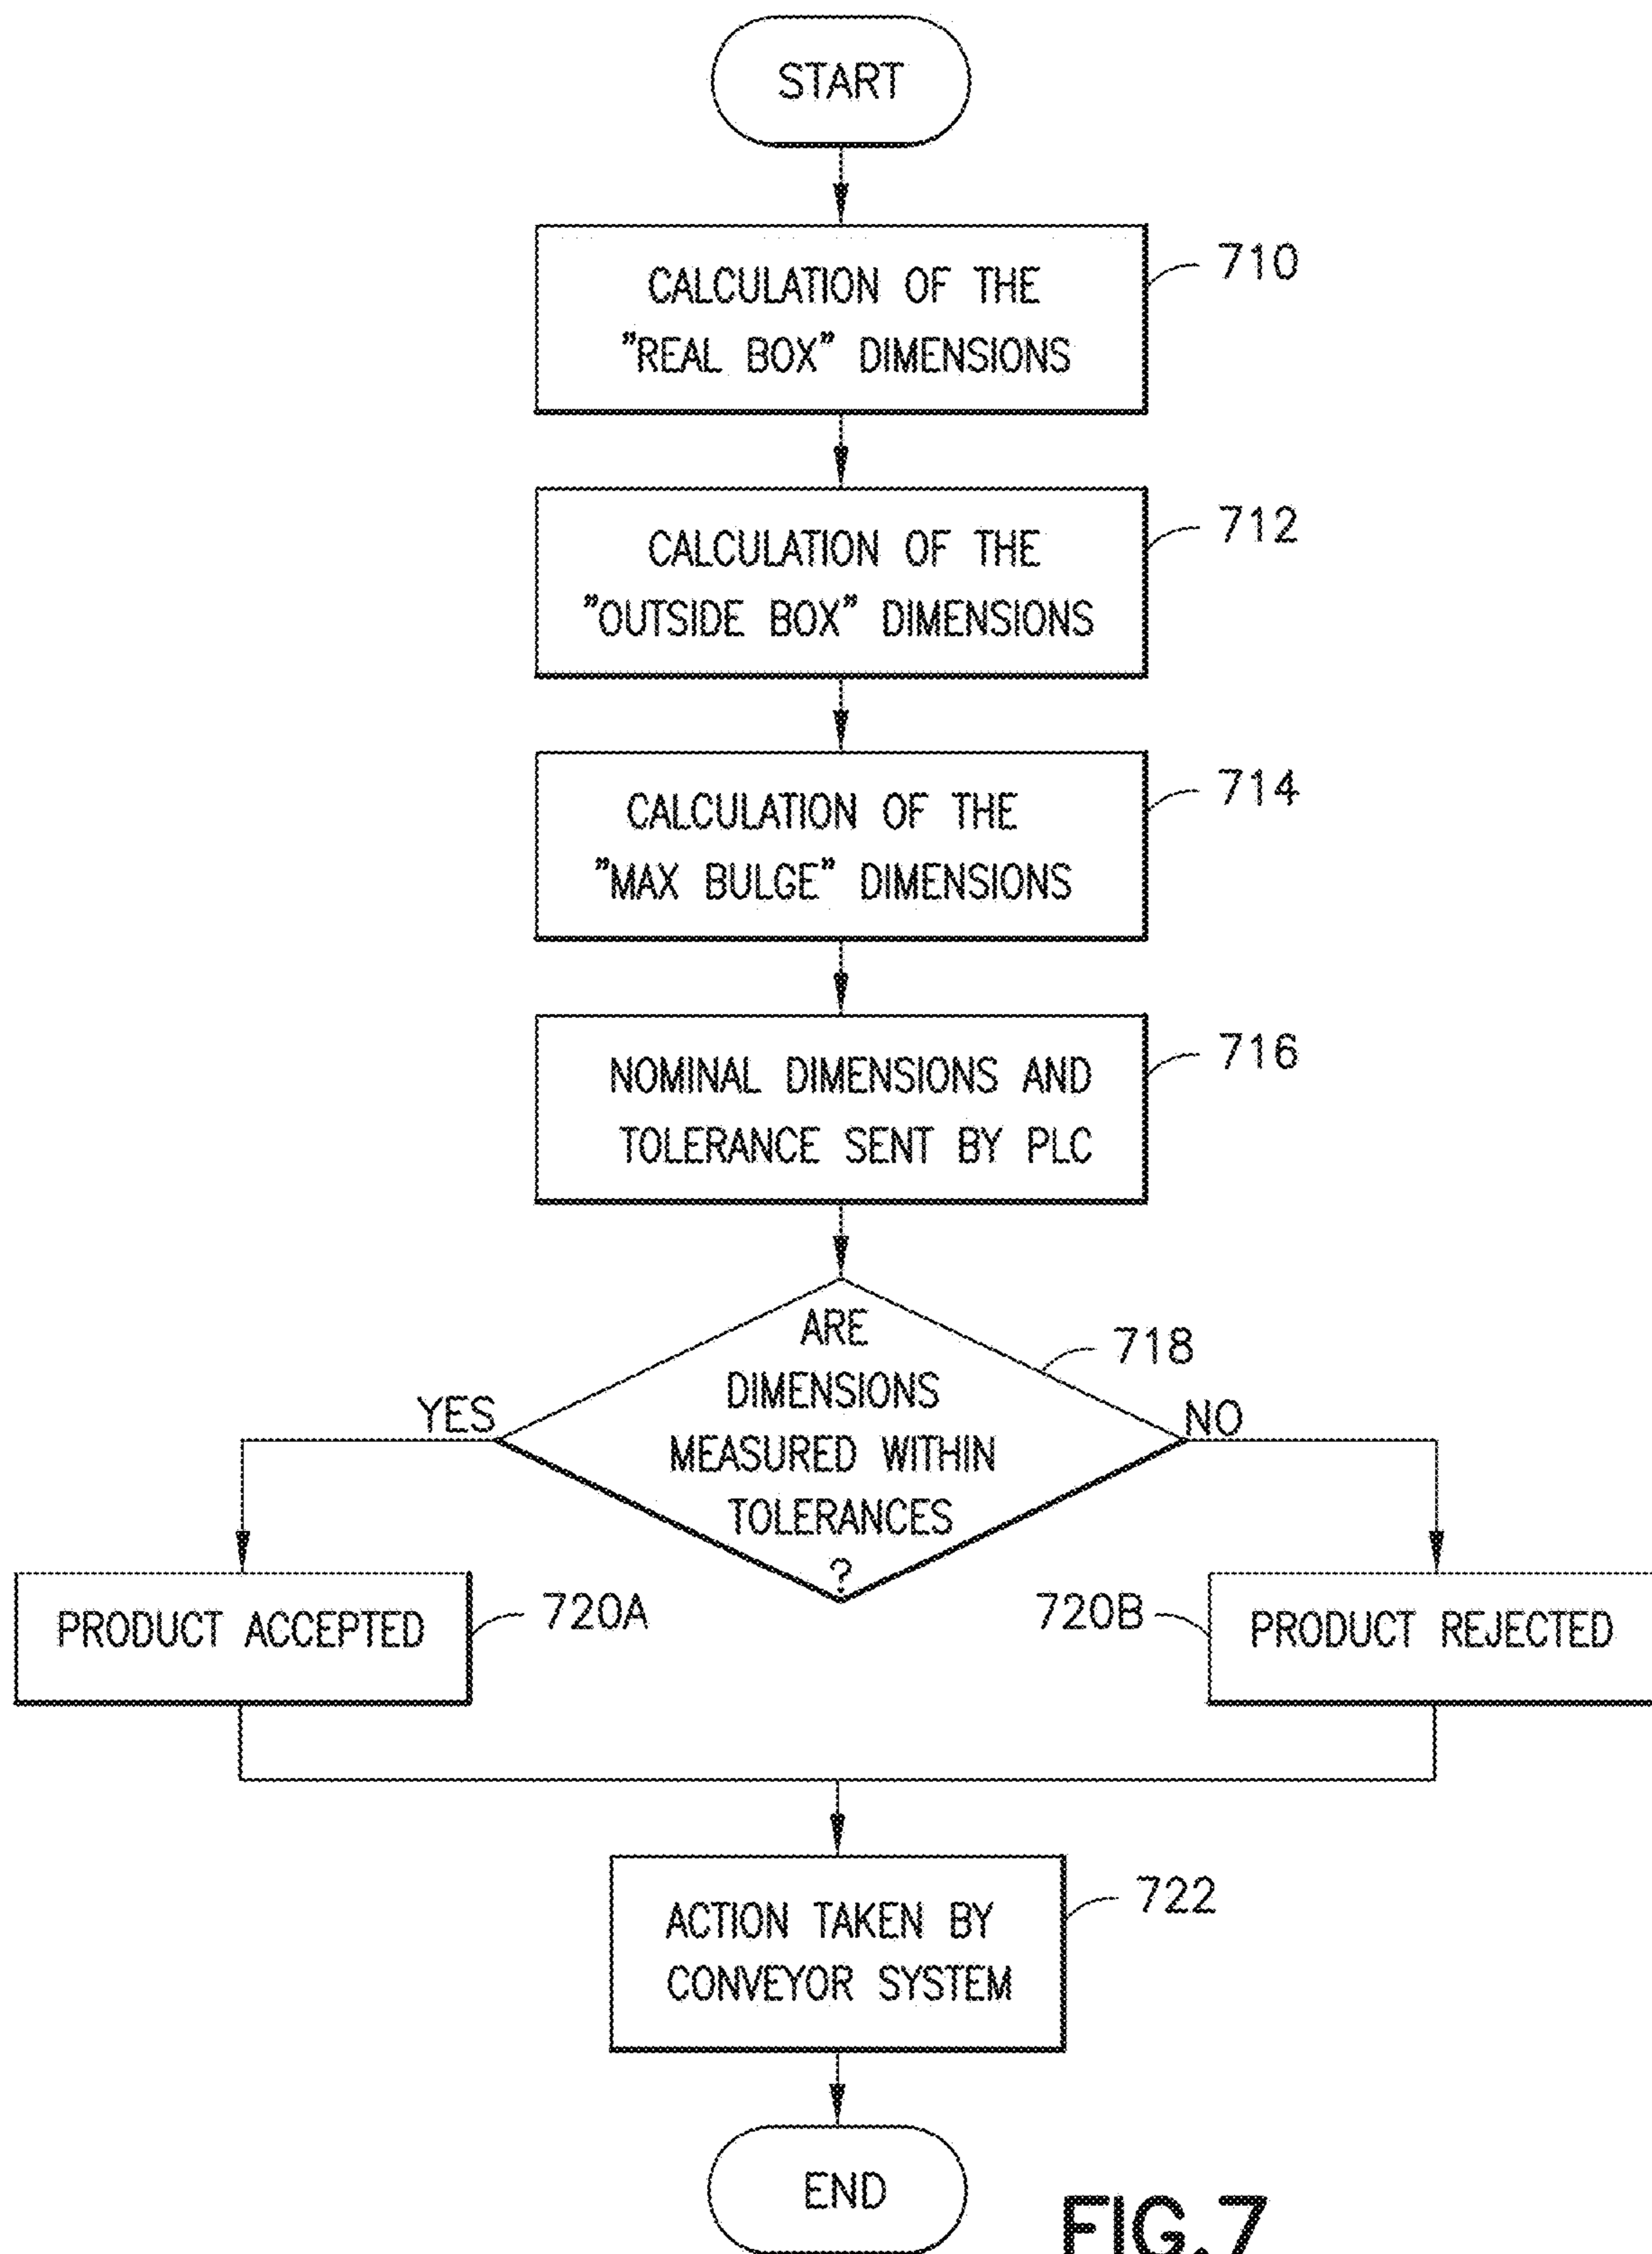 START
CALCULATION OF THE
"REAL BOX" DIMENSIONS
710
CALCULATION OF THE
"OUTSIDE BOX" DIMENSIONS
712
CALCULATION OF THE
"MAX BULGE" DIMENSIONS
714
NOMINAL DIMENSIONS AND
TOLERANCE SENT BY PLC
716
ARE
DIMENSIONS
MEASURED WITHIN
TOLERANCES
?
718
YES
NO
PRODUCT ACCEPTED
720A
720B
PRODUCT REJECTED
ACTION TAKEN BY
CONVEYOR SYSTEM
722
END
FIG.7